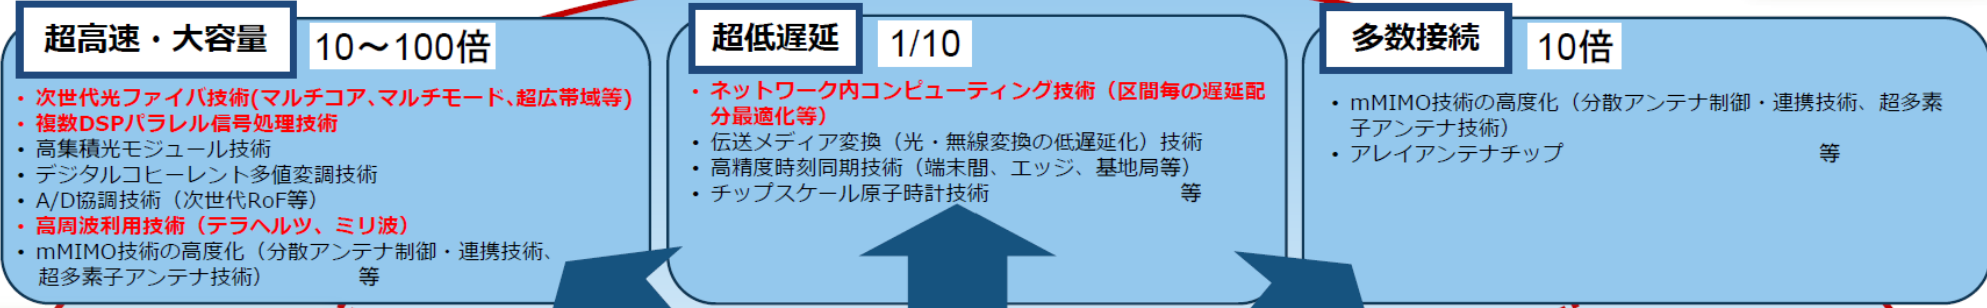 超高速・大容量
10～100倍
・ 次世代光ファイバ技術(マルチコア、マルチモード、超広帯域等)
・ 複数DSPパラレル信号処理技術
・ 高集積光モジュール技術
・ デジタルコヒーレント多値変調技術
・ A/D協調技術（次世代RoF等）
・ 高周波利用技術（テラヘルツ、ミリ波）
・ mMIMO技術の高度化（分散アンテナ制御・連携技術、
超多素子アンテナ技術） 等
超低遅延
1/10
・ ネットワーク内コンピューティング技術（区間毎の遅延配
分最適化等）
・ 伝送メディア変換（光・無線変換の低遅延化）技術
・ 高精度時刻同期技術（端末間、エッジ、基地局等）
・ チップスケール原子時計技術 等
多数接続
10倍
・ mMIMO技術の高度化（分散アンテナ制御・連携技術、超多素
子アンテナ技術）
・ アレイアンテナチップ 等